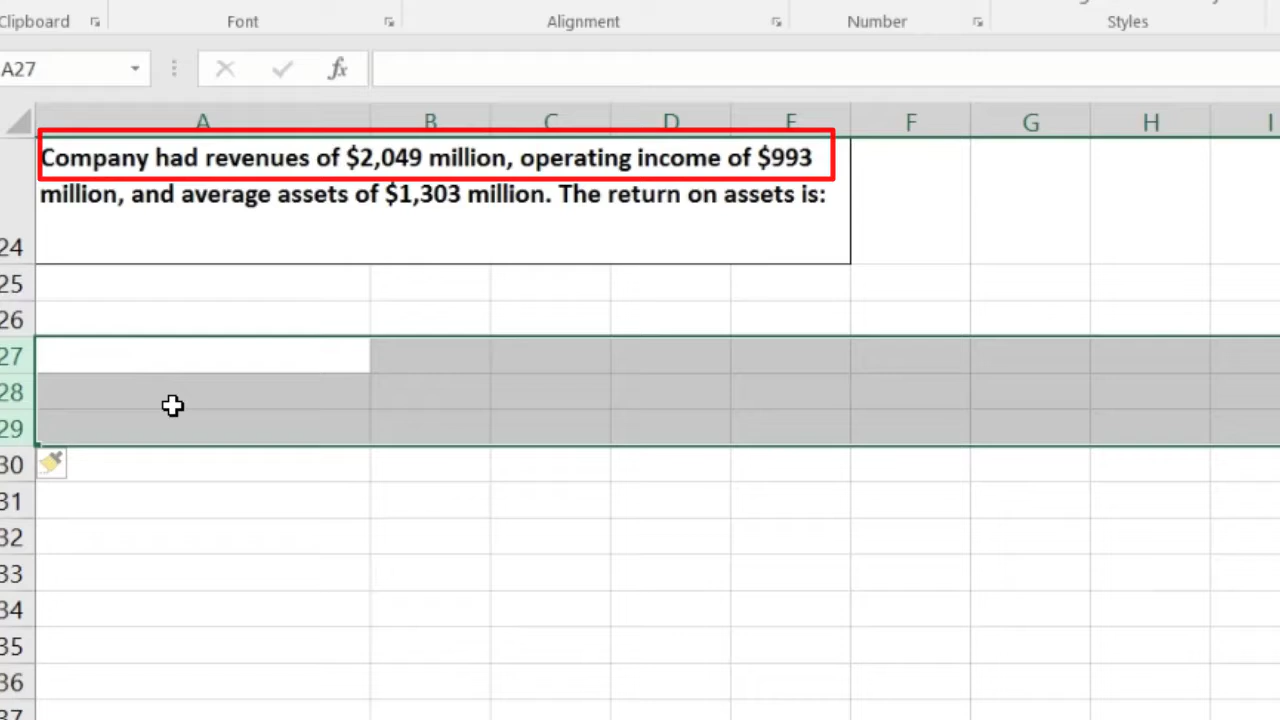 Clipboard
Font
Alignment
Number
Styles
A27
fx
A B C D E F G H I
Company had revenues of $2,049 million, operating income of $993
million, and average assets of $1,303 million. The return on assets is:
24
25
26
27
28
29
30
31
32
33
34
35
36
37